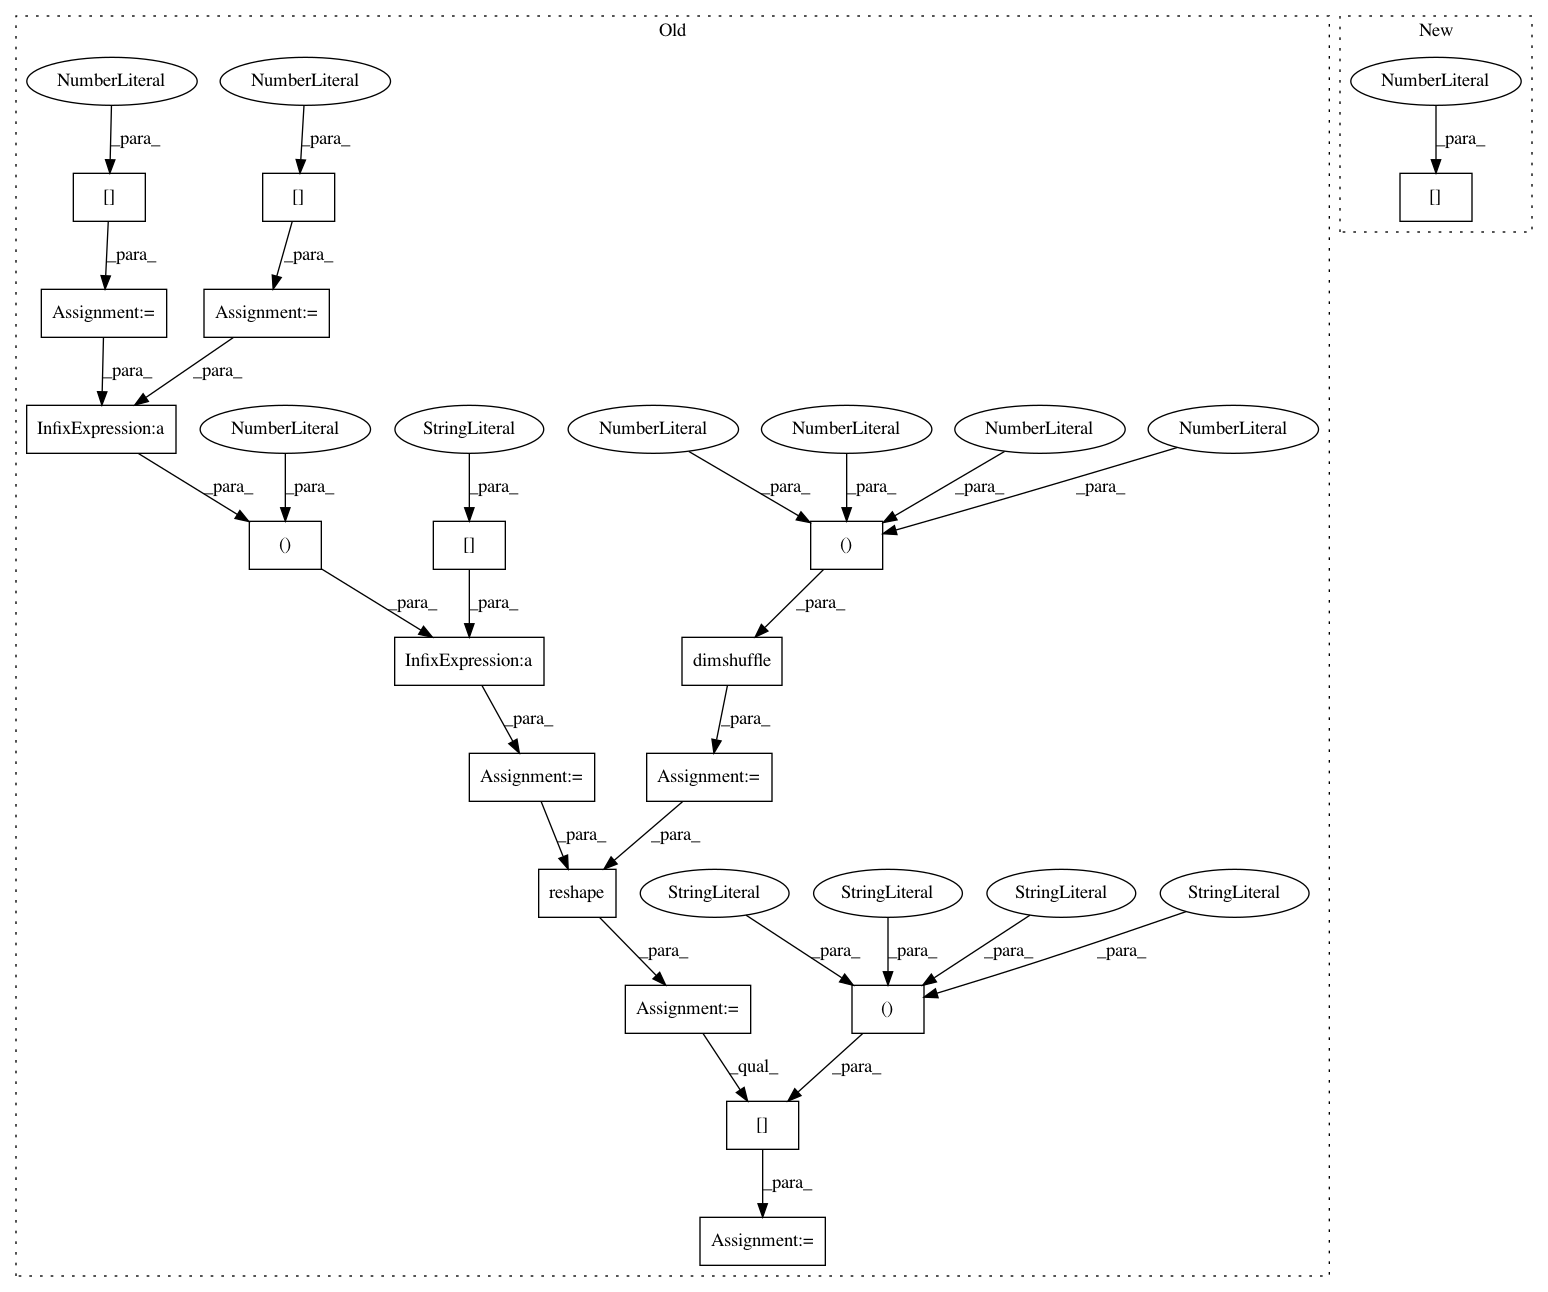 Old
New
NumberLiteral
NumberLiteral
NumberLiteral
_para_
_para_
_para_
[]
[]
[]
_para_
_para_
Assignment:=
Assignment:=
_para_
_para_
InfixExpression:a
NumberLiteral
StringLiteral
NumberLiteral
NumberLiteral
NumberLiteral
NumberLiteral
_para_
_para_
_para_
_para_
_para_
_para_
_para_
()
[]
()
_para_
_para_
_para_
InfixExpression:a
dimshuffle
_para_
_para_
Assignment:=
Assignment:=
_para_
_para_
reshape
StringLiteral
StringLiteral
StringLiteral
StringLiteral
_para_
_para_
_para_
_para_
_para_
Assignment:=
()
_qual_
_para_
[]
_para_
Assignment:=